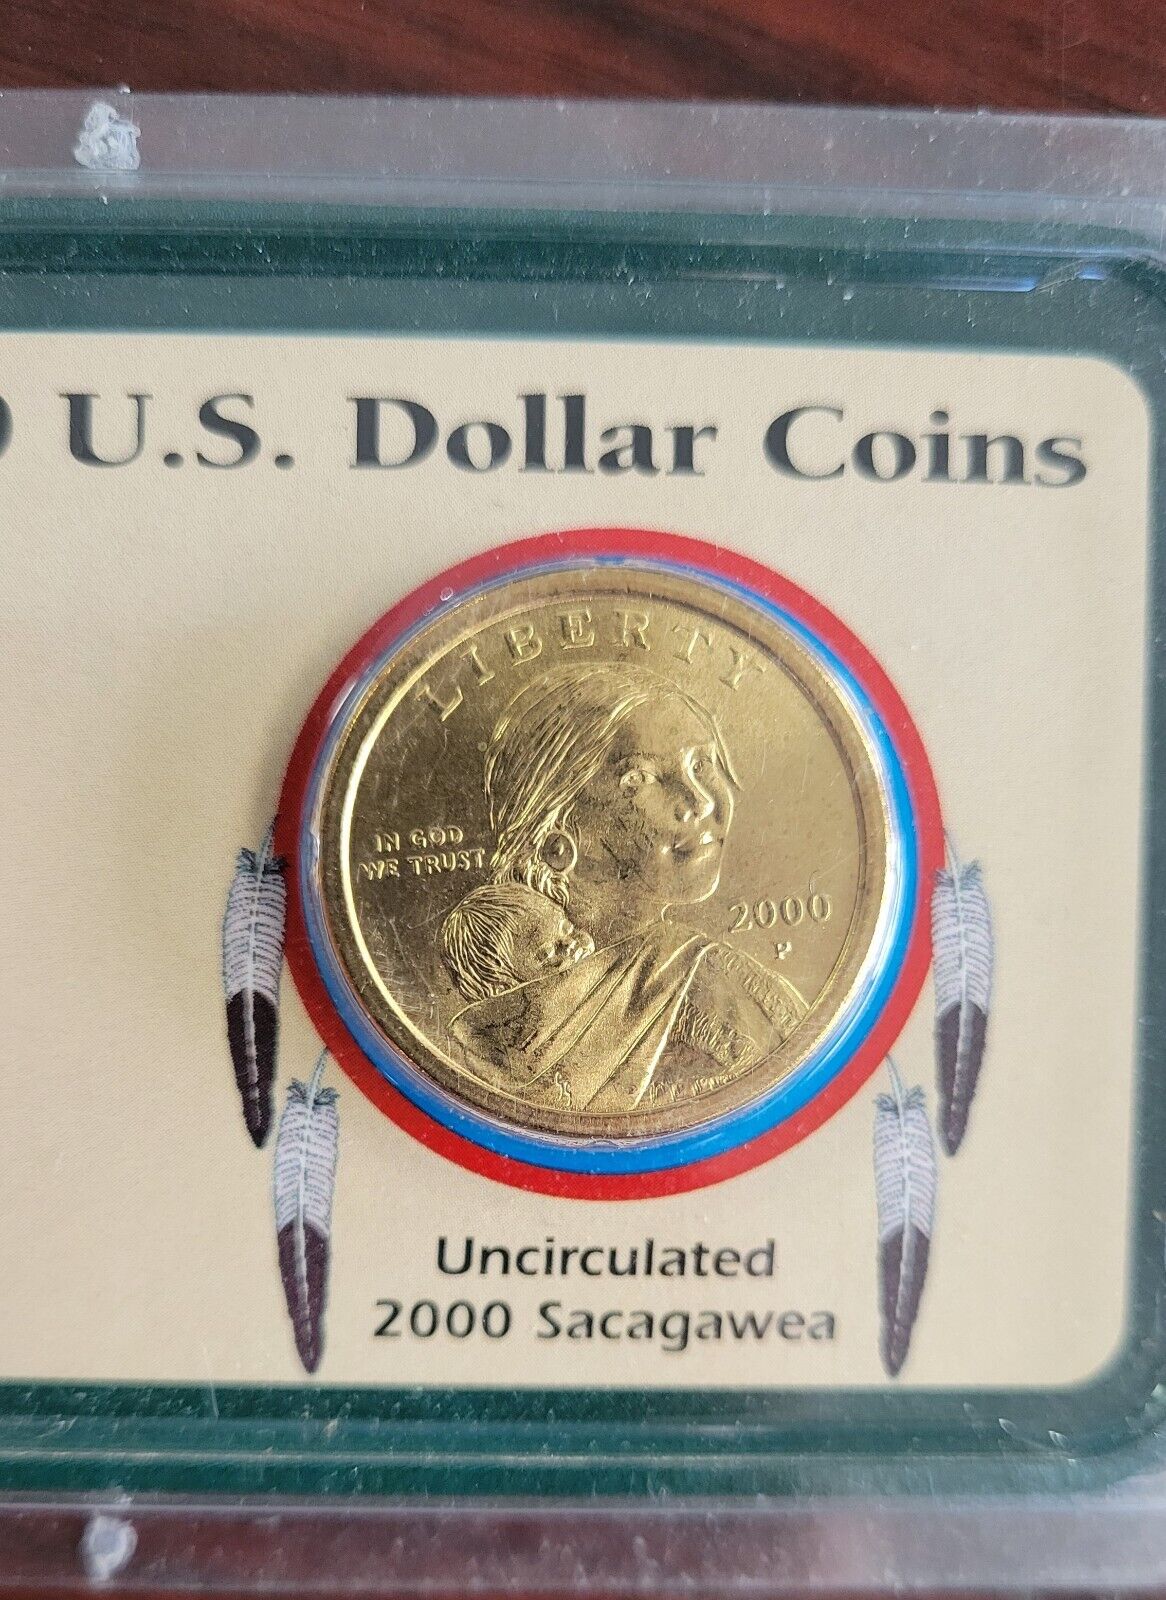 U.S. Dollar Coins
LIBERTY
IN GOD
WE TRUST
2000
P
Uncirculated
2000 Sacagawea